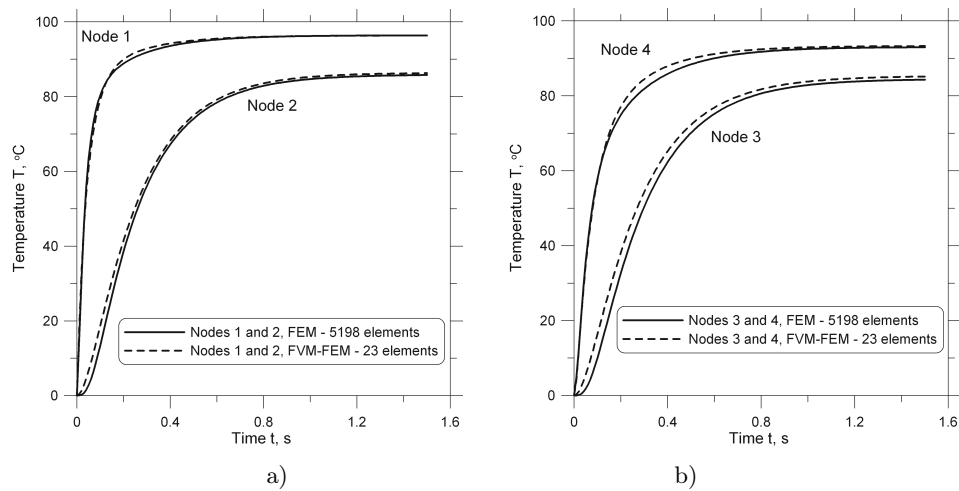 100
80
60
40
20
0
Temperature T, °C
Node 1
Node 2
Nodes 1 and 2, FEM - 5198 elements
Nodes 1 and 2, FVM-FEM - 23 elements
0 0.4 0.8 1.2 1.6
Time t, s
a)
100
80
60
40
20
0
Temperature T, °C
Node 4
Node 3
Nodes 3 and 4, FEM - 5198 elements
Nodes 3 and 4, FVM-FEM - 23 elements
0 0.4 0.8 1.2 1.6
Time t, s
b)